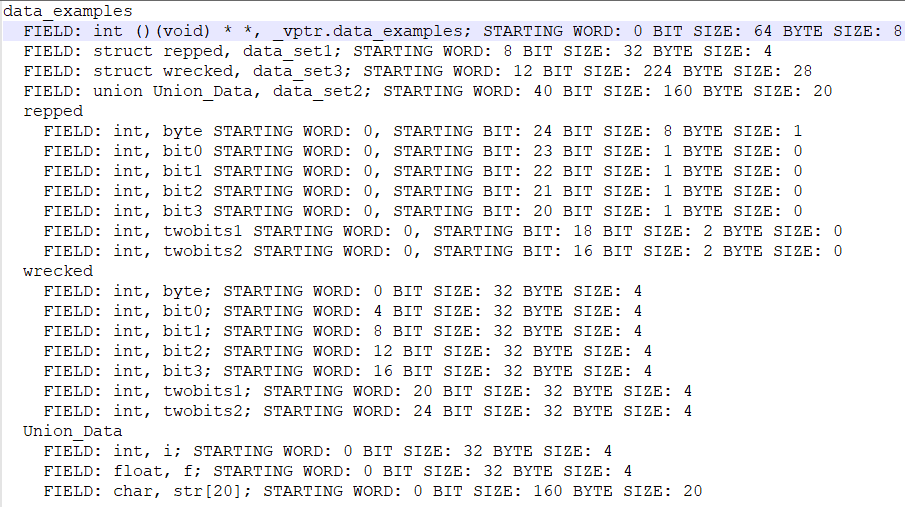 data_examples
FIELD: int ()(void) * *, _vptr.data_examples; STARTING WORD: 0 BIT SIZE: 64 BYTE SIZE: 8
FIELD: struct repped, data_set1; STARTING WORD: 8 BIT SIZE: 32 BYTE SIZE: 4
FIELD: struct wrecked, data_set3; STARTING WORD: 12 BIT SIZE: 224 BYTE SIZE: 28
FIELD: union Union_Data, data_set2; STARTING WORD: 40 BIT SIZE: 160 BYTE SIZE: 20
repped
FIELD: int, byte STARTING WORD: 0, STARTING BIT: 24 BIT SIZE: 8 BYTE SIZE: 1
FIELD: int, bit0 STARTING WORD: 0, STARTING BIT: 23 BIT SIZE: 1 BYTE SIZE: 0
FIELD: int, bit1 STARTING WORD: 0, STARTING BIT: 22 BIT SIZE: 1 BYTE SIZE: 0
FIELD: int, bit2 STARTING WORD: 0, STARTING BIT: 21 BIT SIZE: 1 BYTE SIZE: 0
FIELD: int, bit3 STARTING WORD: 0, STARTING BIT: 20 BIT SIZE: 1 BYTE SIZE: 0
FIELD: int, twobits1 STARTING WORD: 0, STARTING BIT: 18 BIT SIZE: 2 BYTE SIZE: 0
FIELD: int, twobits2 STARTING WORD: 0, STARTING BIT: 16 BIT SIZE: 2 BYTE SIZE: 0
wrecked
FIELD: int, byte; STARTING WORD: 0 BIT SIZE: 32 BYTE SIZE: 4
FIELD: int, bit0; STARTING WORD: 4 BIT SIZE: 32 BYTE SIZE: 4
FIELD: int, bit1; STARTING WORD: 8 BIT SIZE: 32 BYTE SIZE: 4
FIELD: int, bit2; STARTING WORD: 12 BIT SIZE: 32 BYTE SIZE: 4
FIELD: int, bit3; STARTING WORD: 16 BIT SIZE: 32 BYTE SIZE: 4
FIELD: int, twobits1; STARTING WORD: 20 BIT SIZE: 32 BYTE SIZE: 4
FIELD: int, twobits2; STARTING WORD: 24 BIT SIZE: 32 BYTE SIZE: 4
Union_Data
FIELD: int, i; STARTING WORD: 0 BIT SIZE: 32 BYTE SIZE: 4
FIELD: float, f; STARTING WORD: 0 BIT SIZE: 32 BYTE SIZE: 4
FIELD: char, str[20]; STARTING WORD: 0 BIT SIZE: 160 BYTE SIZE: 20